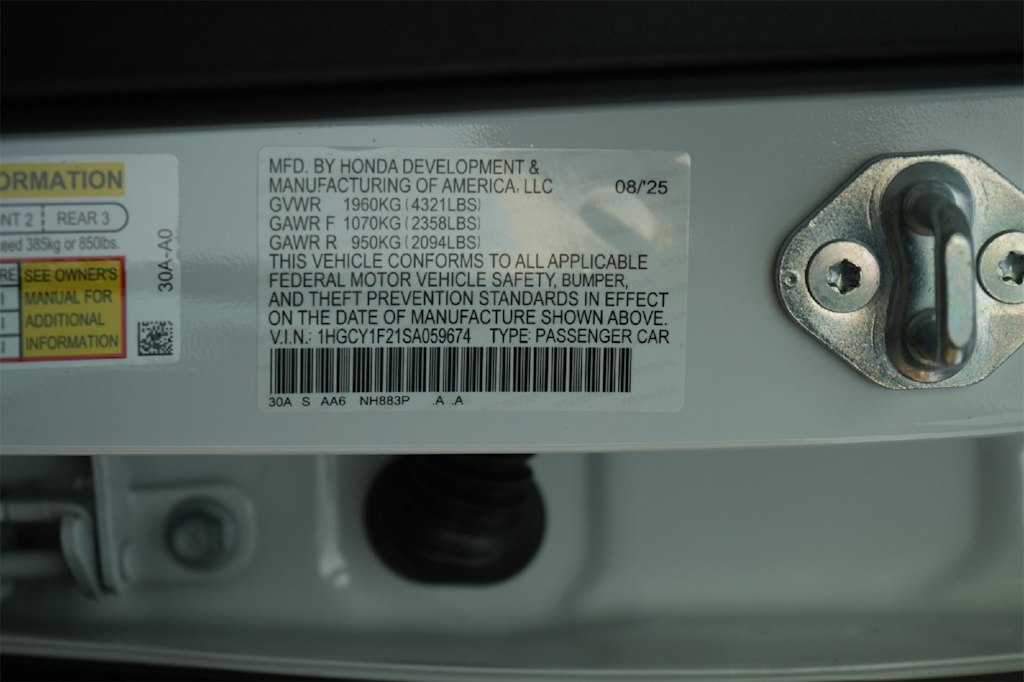 ORMATION
NT 2 REAR 3
eed 385kg or 850lbs.
RE SEE OWNER'S
MANUAL FOR
ADDITIONAL
INFORMATION
30A-A0
MFD. BY HONDA DEVELOPMENT &
MANUFACTURING OF AMERICA, LLC 08/'25
GVWR 1960KG (4321LBS)
GAWR F 1070KG (2358LBS)
GAWR R 950KG (2094LBS)
THIS VEHICLE CONFORMS TO ALL APPLICABLE
FEDERAL MOTOR VEHICLE SAFETY, BUMPER,
AND THEFT PREVENTION STANDARDS IN EFFECT
ON THE DATE OF MANUFACTURE SHOWN ABOVE.
V.I.N.: 1HGCY1F21SA059674 TYPE: PASSENGER CAR
30A S AA6 NH883P .A .A